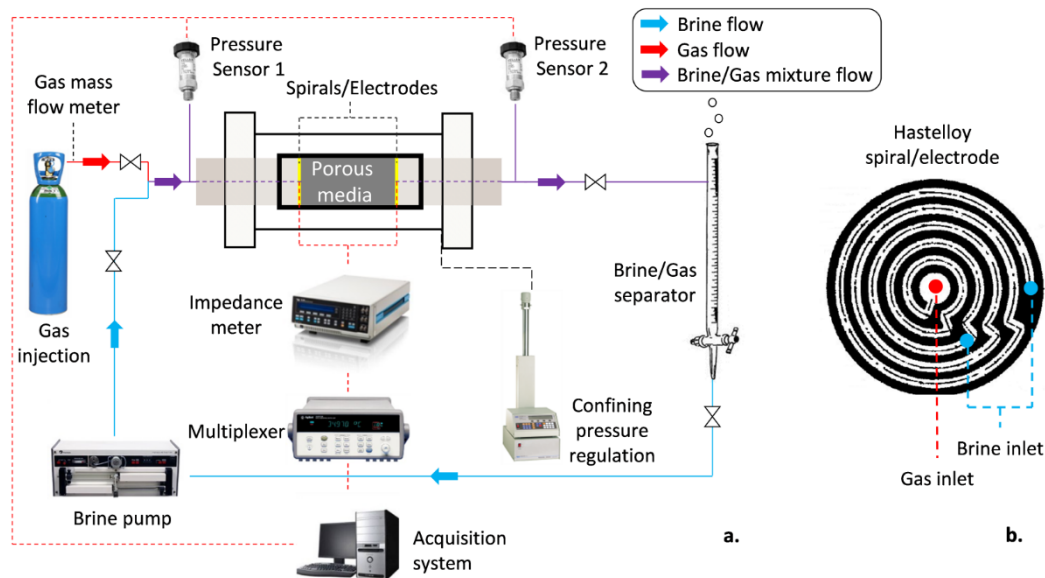 Brine flow
Gas flow
Brine/Gas mixture flow
Pressure
Sensor 1
Pressure
Sensor 2
Gas mass
flow meter
Spirals/Electrodes
Porous
media
Hastelloy
spiral/electrode
Gas
injection
Impedance
meter
Brine/Gas
separator
Multiplexer
Confining
pressure
regulation
Brine inlet
Gas inlet
Brine pump
Acquisition
system
a.
b.